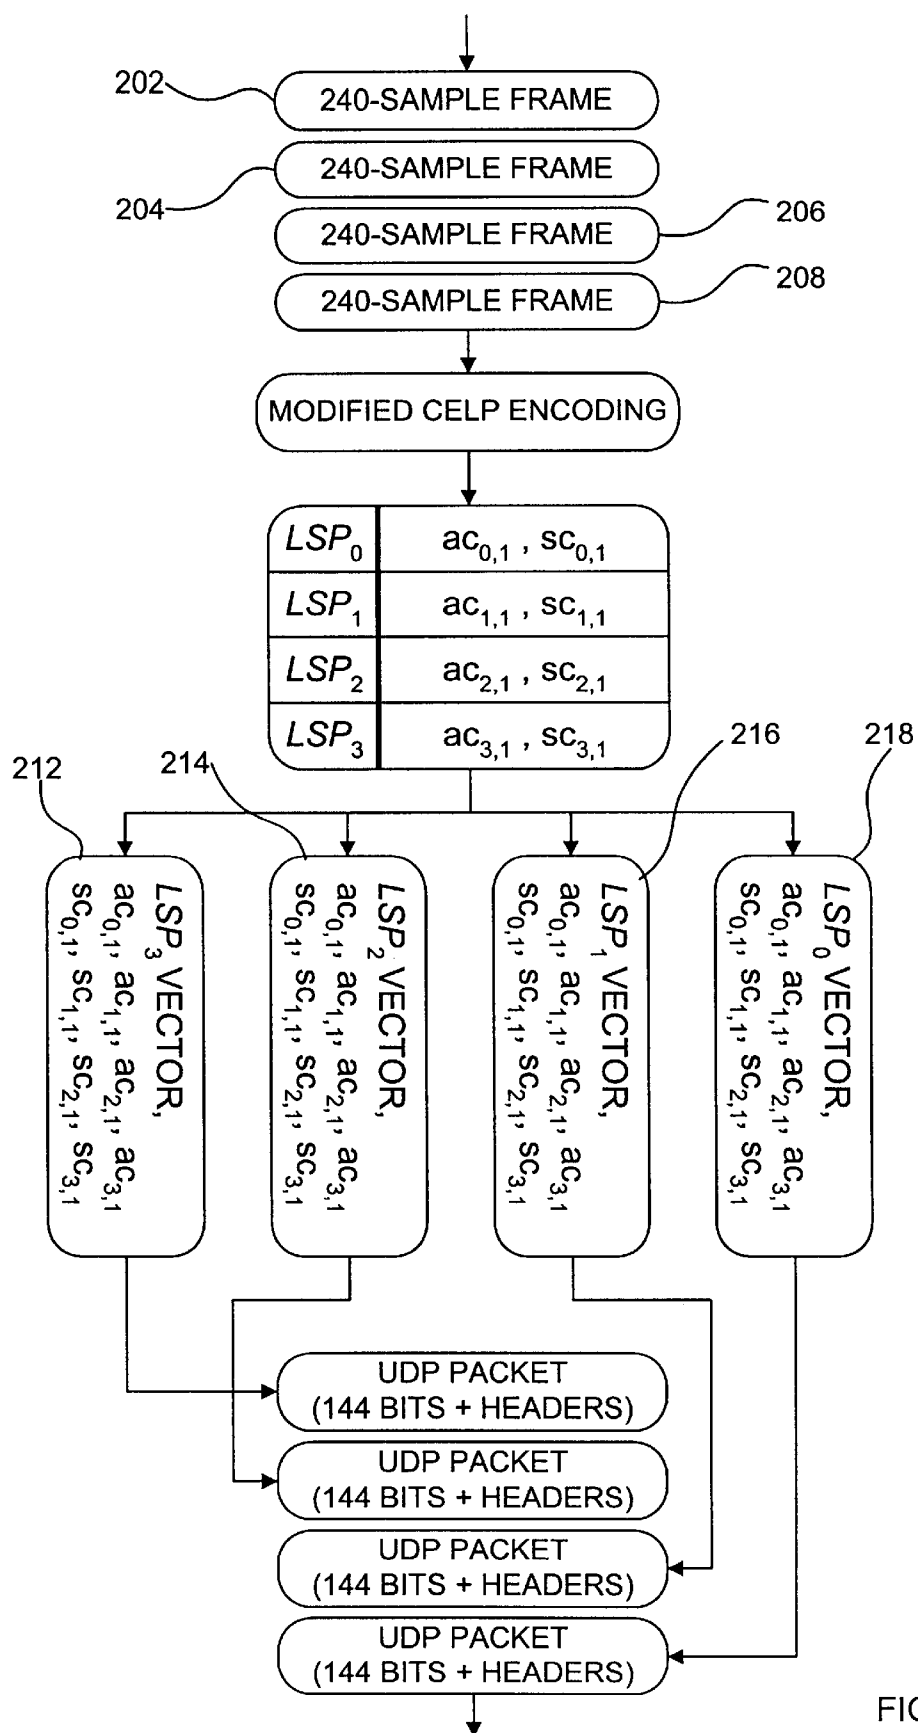 202
240-SAMPLE FRAME
204
240-SAMPLE FRAME
240-SAMPLE FRAME
206
240-SAMPLE FRAME
208
MODIFIED CELP ENCODING
LSP0 ac0,1 , sc0,1
LSP1 ac1,1 , sc1,1
LSP2 ac2,1 , sc2,1
LSP3 ac3,1 , sc3,1
212
214
216
218
LSP3 VECTOR,
ac0,1, ac1,1, ac2,1, ac3,1
sc0,1, sc1,1, sc2,1, sc3,1
LSP2 VECTOR,
ac0,1, ac1,1, ac2,1, ac3,1
sc0,1, sc1,1, sc2,1, sc3,1
LSP1 VECTOR,
ac0,1, ac1,1, ac2,1, ac3,1
sc0,1, sc1,1, sc2,1, sc3,1
LSP0 VECTOR,
ac0,1, ac1,1, ac2,1, ac3,1
sc0,1, sc1,1, sc2,1, sc3,1
UDP PACKET
(144 BITS + HEADERS)
UDP PACKET
(144 BITS + HEADERS)
UDP PACKET
(144 BITS + HEADERS)
UDP PACKET
(144 BITS + HEADERS)